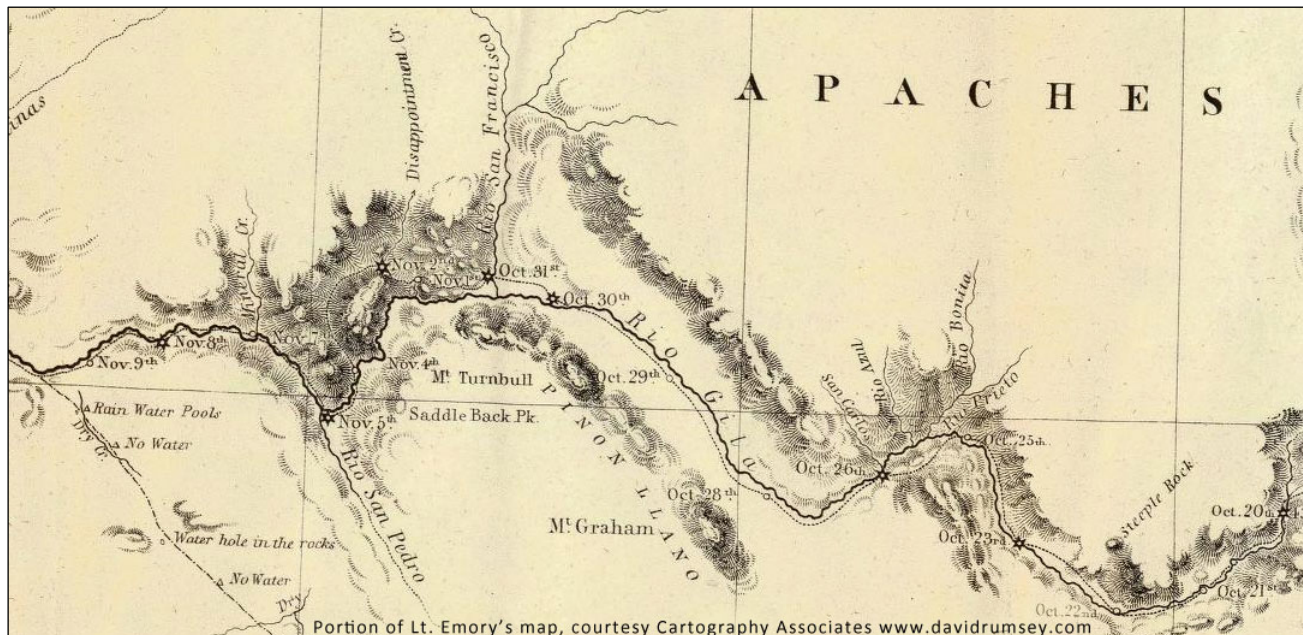 APACHES
inas
Disappointment Cr.
Rio San Francisco
Mineral Cr.
Nov. 2nd
Nov. 1st
Oct. 31st
Oct. 30th
Rio Gila
Rio Bonita
Rio Azul
San Carlos
Rio Prieto
Nov. 8th
Nov. 7th
Nov. 9th
Nov. 4th
Mt. Turnbull
Oct. 29th
PINON LLANO
Rain Water Pools
Saddle Back Pk.
Nov. 5th
Dry Cr.
No Water
Oct. 25th
Oct. 26th
Steeple Rock
Oct. 28th
Oct. 20th
Rio San Pedro
Mt. Graham
Water hole in the rocks
Oct. 23rd
No Water
Oct. 21st
Oct. 22nd
Dry
Portion of Lt. Emory's map, courtesy Cartography Associates www.davidrumsey.com